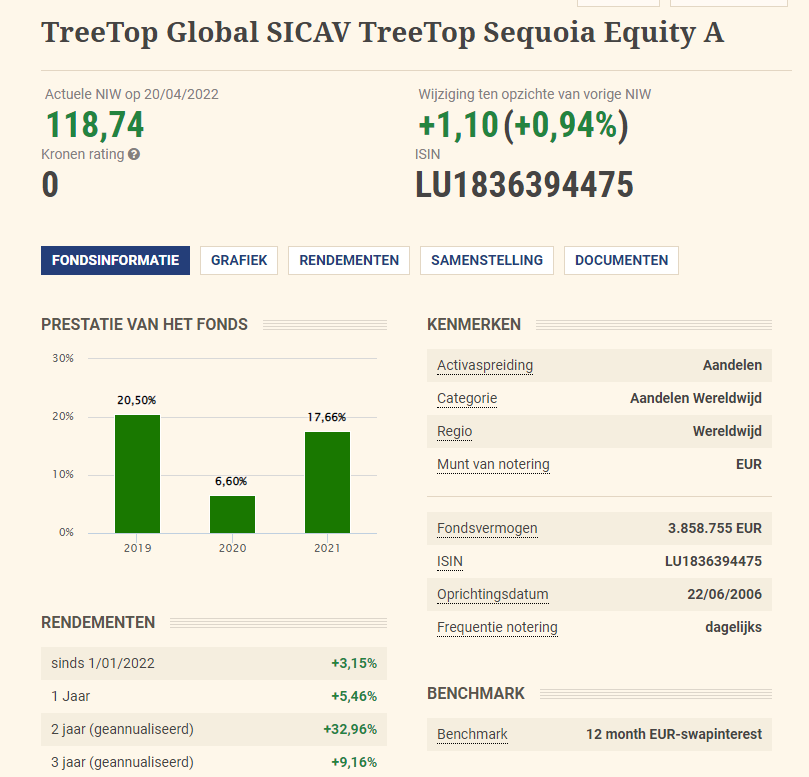 TreeTop Global SICAV TreeTop Sequoia Equity A
Actuele NIW op 20/04/2022
118,74
Wijziging ten opzichte van vorige NIW
+1,10 (+0,94%)
Kronen rating ?
0
ISIN
LU1836394475
FONDSINFORMATIE
GRAFIEK
RENDEMENTEN
SAMENSTELLING
DOCUMENTEN
PRESTATIE VAN HET FONDS
30%
20%
10%
0%
20,50%
6,60%
17,66%
2019
2020
2021
RENDEMENTEN
sinds 1/01/2022 +3,15%
1 Jaar +5,46%
2 jaar (geannualiseerd) +32,96%
3 jaar (geannualiseerd) +9,16%
KENMERKEN
Activaspreiding Aandelen
Categorie Aandelen Wereldwijd
Regio Wereldwijd
Munt van notering EUR
Fondsvermogen 3.858.755 EUR
ISIN LU1836394475
Oprichtingsdatum 22/06/2006
Frequentie notering dagelijks
BENCHMARK
Benchmark 12 month EUR-swapinterest